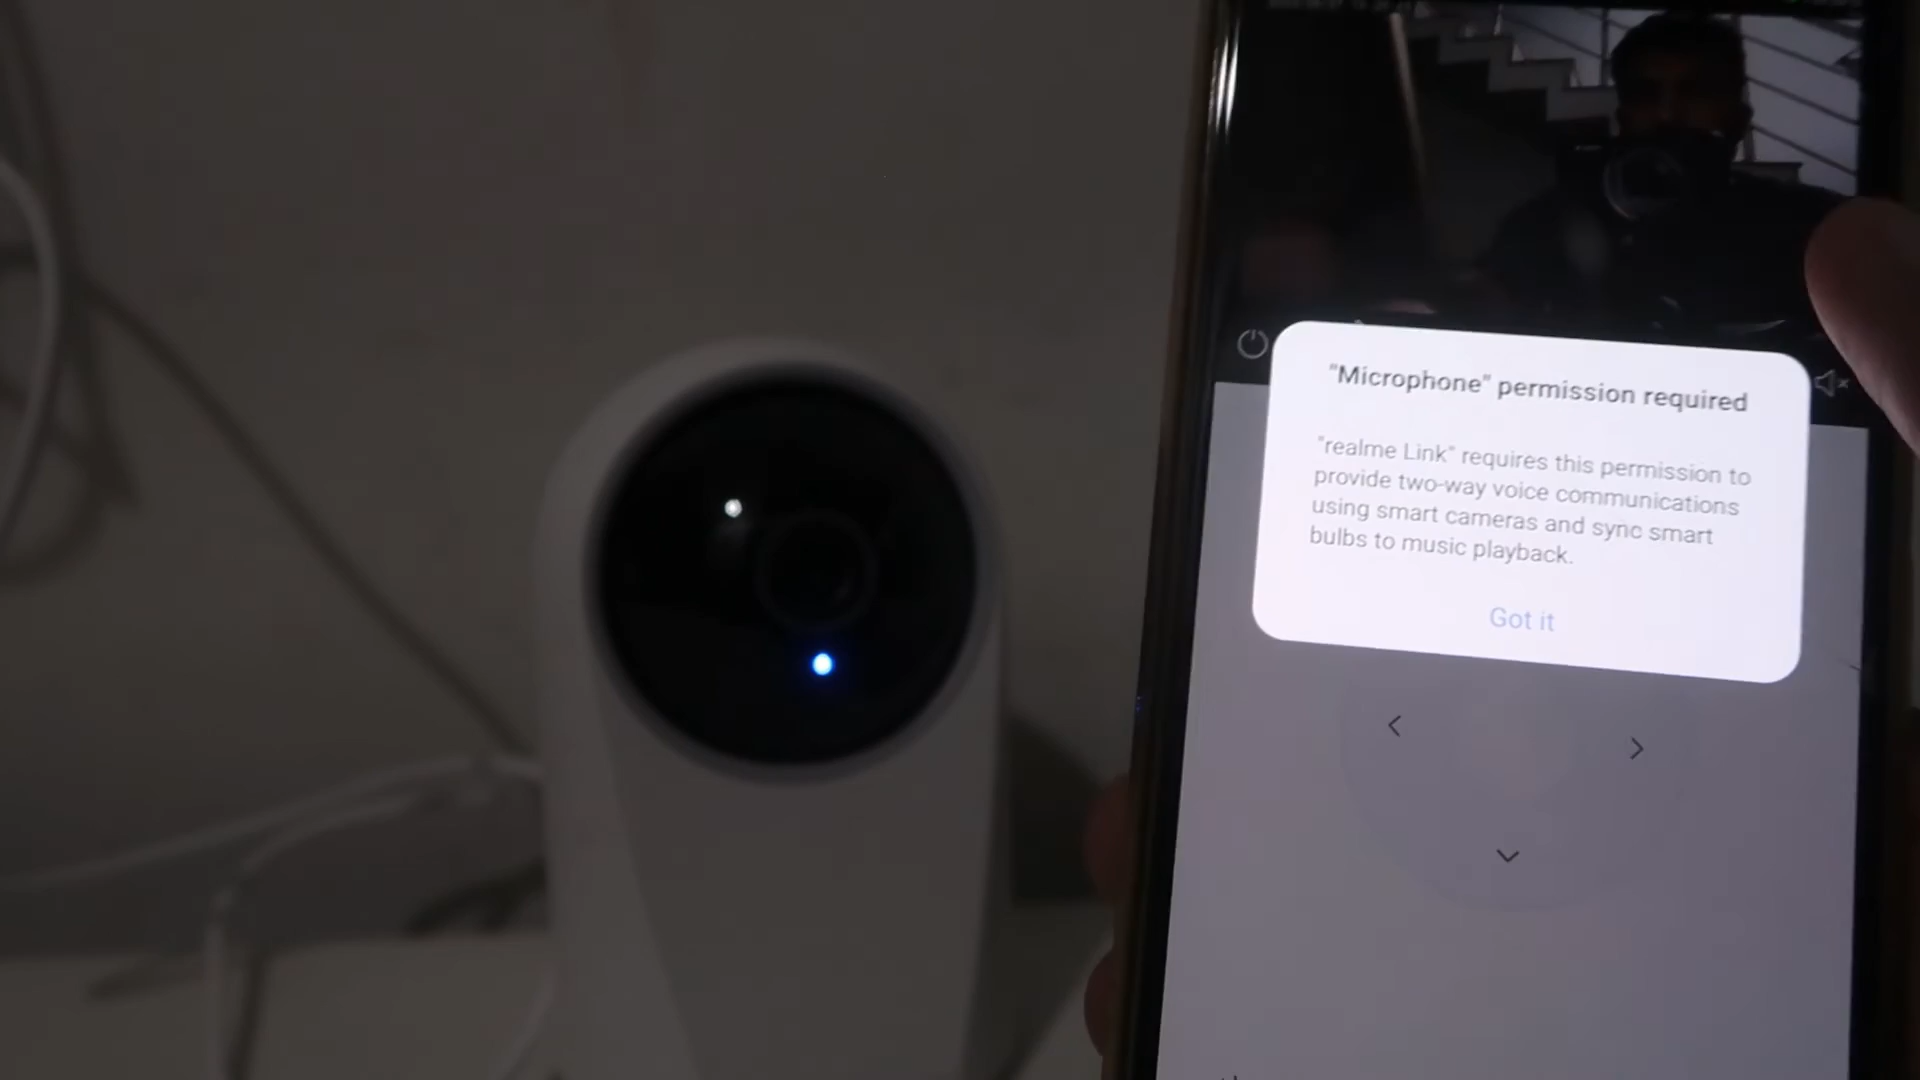 "Microphone" permission required
"realme Link" requires this permission to
provide two-way voice communications
using smart cameras and sync smart
bulbs to music playback.
Got it